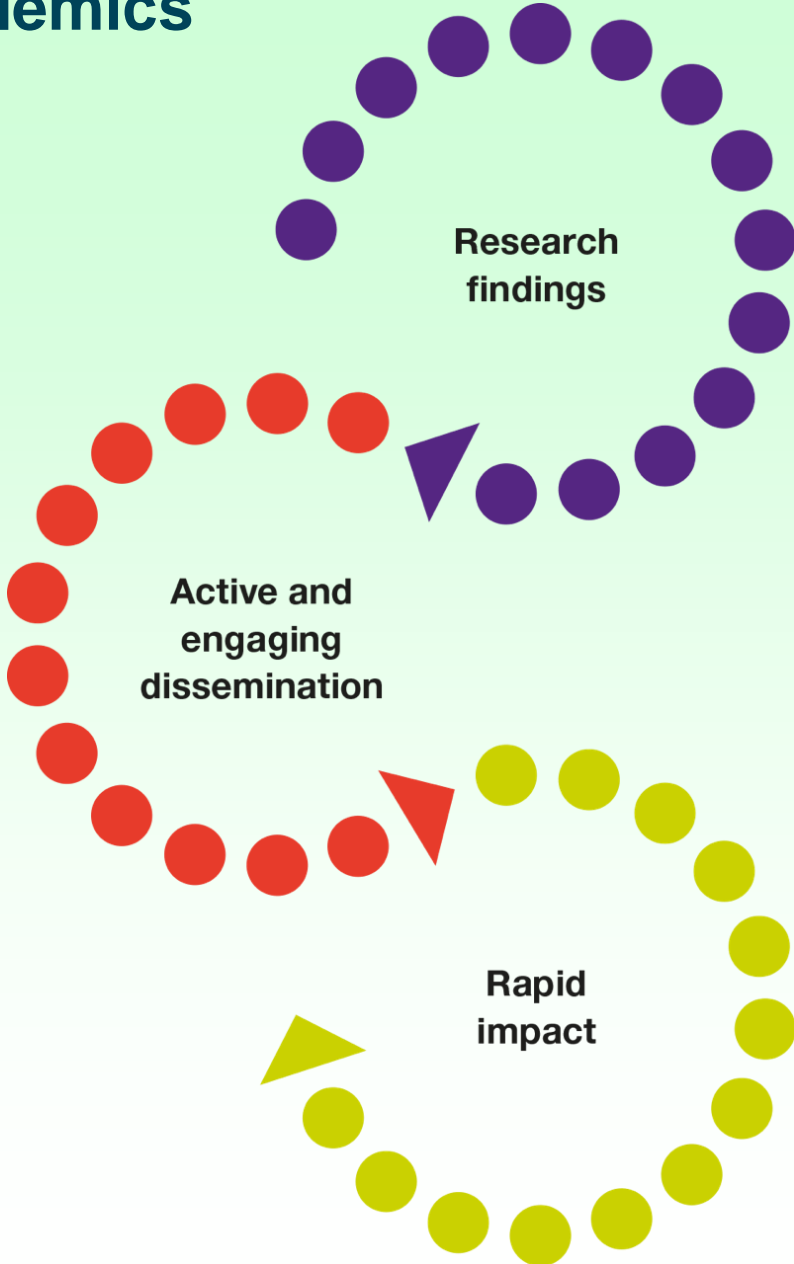 Research
findings
Active and
engaging
dissemination
Rapid
impact